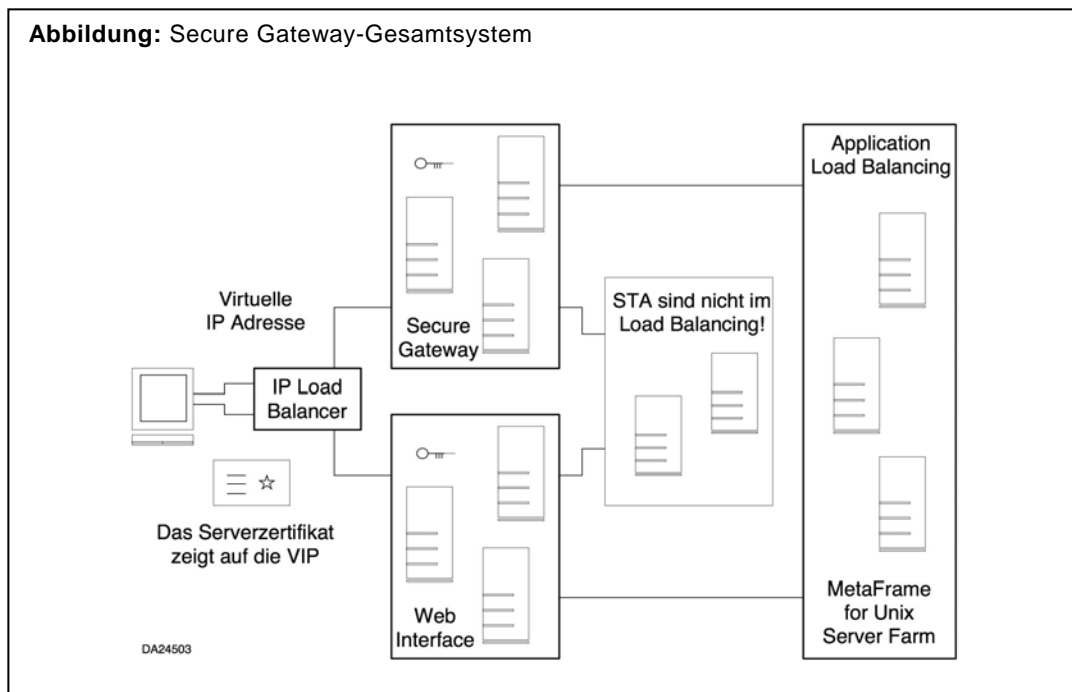 Abbildung: Secure Gateway-Gesamtsystem
Virtuelle
IP Adresse
IP Load
Balancer
Das Serverzertifikat
zeigt auf die VIP
Secure
Gateway
Web
Interface
STA sind nicht im
Load Balancing!
Application
Load Balancing
MetaFrame
for Unix
Server Farm
DA24503